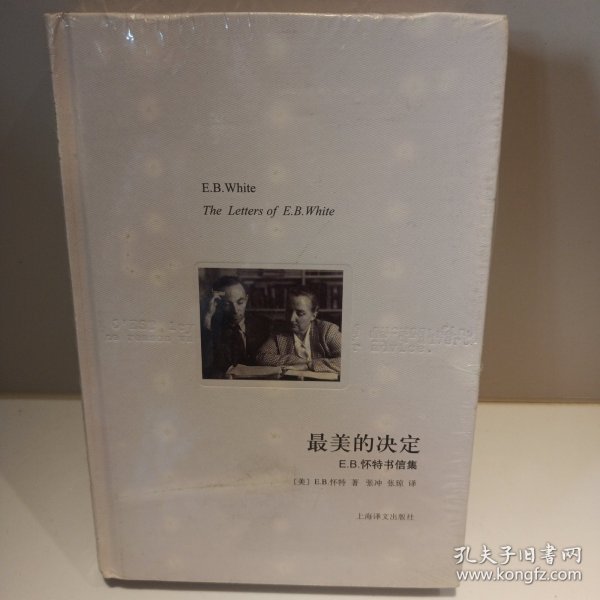 E.B.White
The Letters of E.B.White
最美的决定
E.B.怀特书信集
[美] E.B.怀特 著 张冲 张琼 译
上海译文出版社
孔夫子旧书网
www.kongfz.com